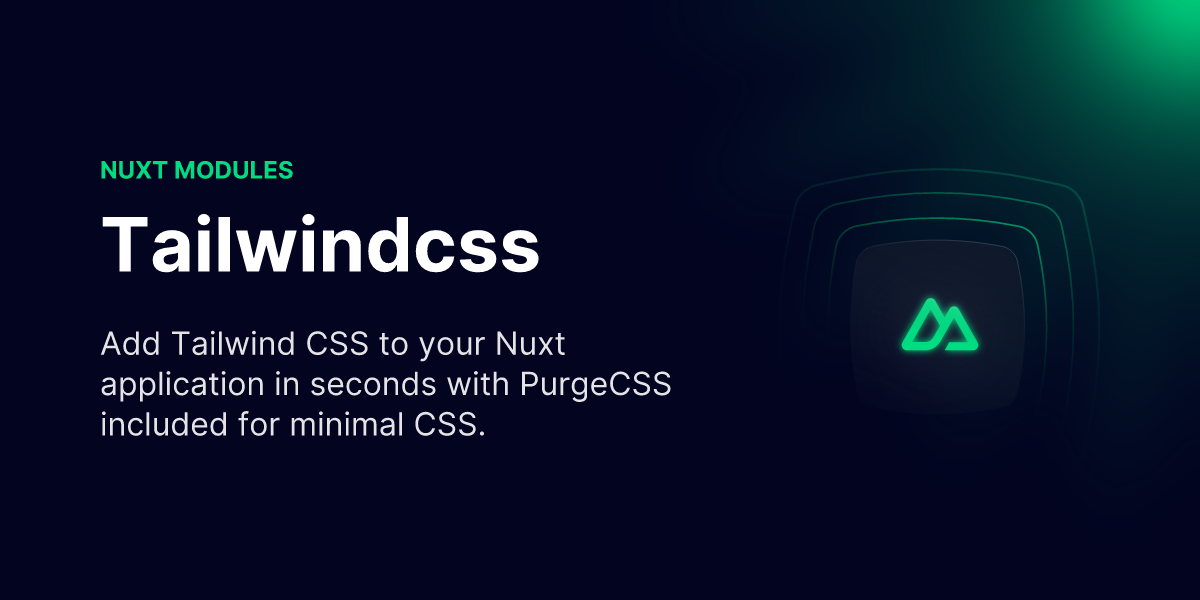 NUXT MODULES
Tailwindcss
Add Tailwind CSS to your Nuxt
application in seconds with PurgeCSS
included for minimal CSS.